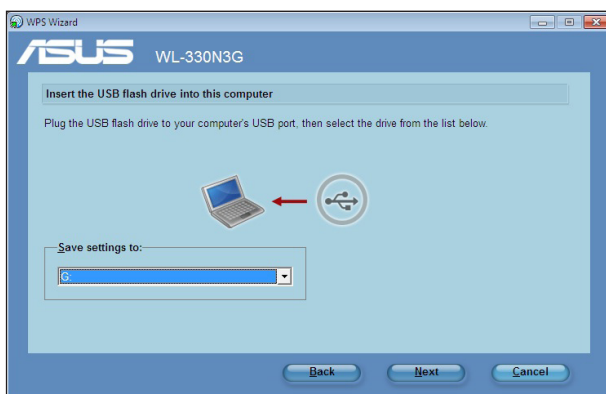 WPS Wizard
ASUS WL-330N3G
Insert the USB flash drive into this computer
Plug the USB flash drive to your computer's USB port, then select the drive from the list below.
Save settings to:
G:
Back Next Cancel